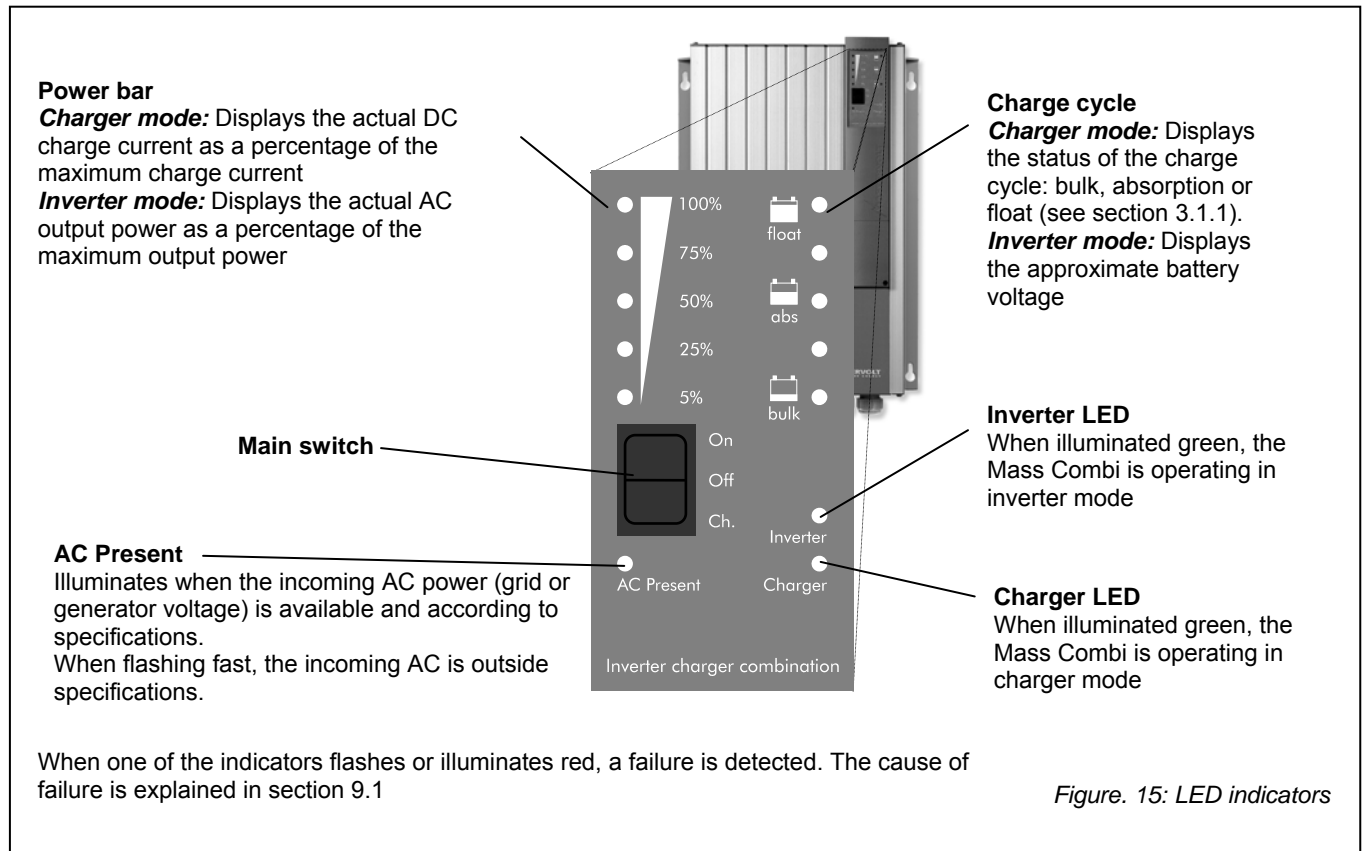 Power bar
Charger mode: Displays the actual DC
charge current as a percentage of the
maximum charge current
Inverter mode: Displays the actual AC
output power as a percentage of the
maximum output power
Main switch
AC Present
Illuminates when the incoming AC power (grid or
generator voltage) is available and according to
specifications.
When flashing fast, the incoming AC is outside
specifications.
100%
75%
50%
25%
5%
float
abs
bulk
On
Off
Ch.
Inverter
AC Present
Charger
Inverter charger combination
Charge cycle
Charger mode: Displays
the status of the charge
cycle: bulk, absorption or
float (see section 3.1.1).
Inverter mode: Displays
the approximate battery
voltage
Inverter LED
When illuminated green, the
Mass Combi is operating in
inverter mode
Charger LED
When illuminated green, the
Mass Combi is operating in
charger mode
When one of the indicators flashes or illuminates red, a failure is detected. The cause of
failure is explained in section 9.1
Figure. 15: LED indicators